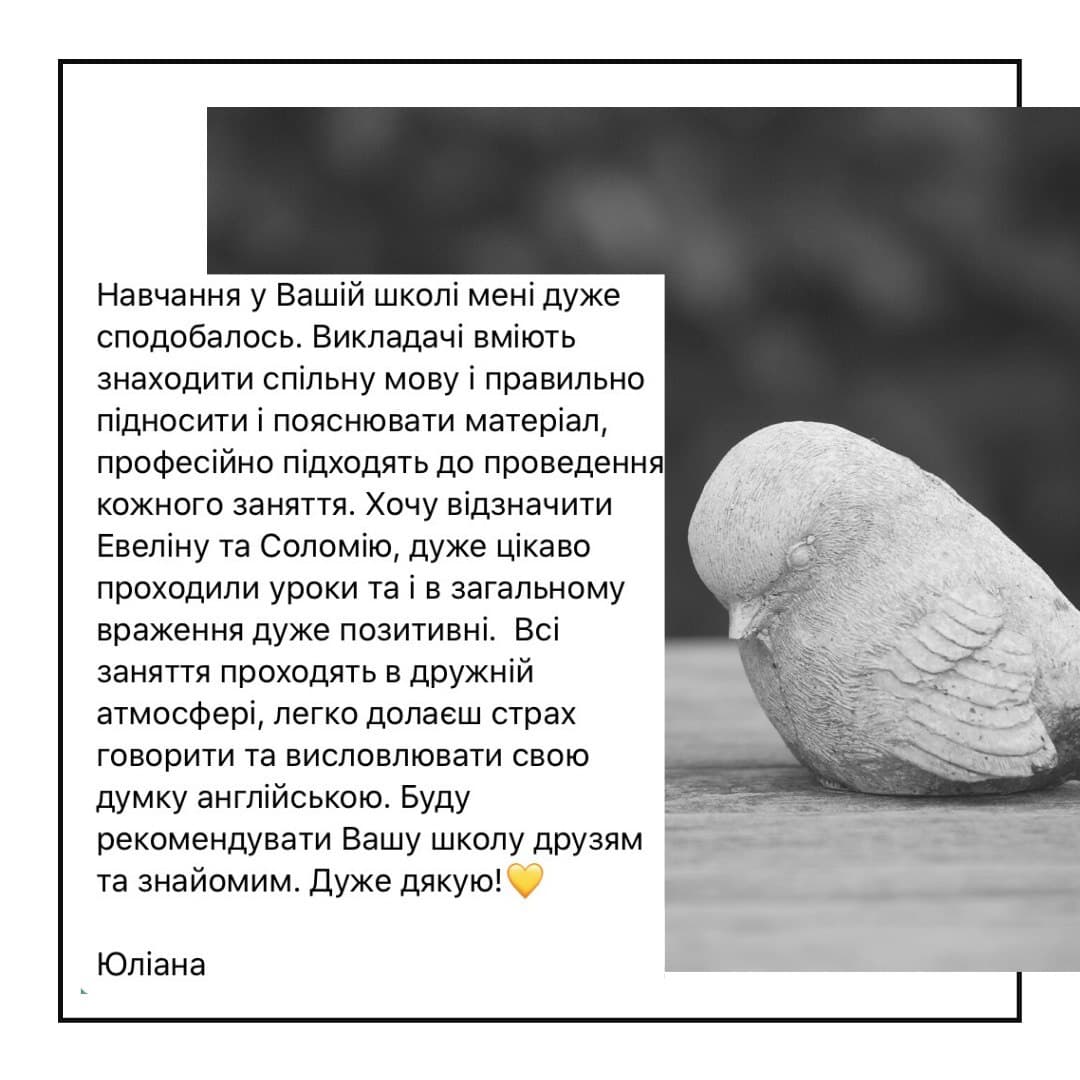 Навчання у Вашій школі мені дуже
сподобалось. Викладачі вміють
знаходити спільну мову і правильно
підносити і пояснювати матеріал,
професійно підходять до проведення
кожного заняття. Хочу відзначити
Евеліну та Соломію, дуже цікаво
проходили уроки та і в загальному
враження дуже позитивні.  Всі
заняття проходять в дружній
атмосфері, легко долаєш страх
говорити та висловлювати свою
думку англійською. Буду
рекомендувати Вашу школу друзям
та знайомим. Дуже дякую!💛
Юліана